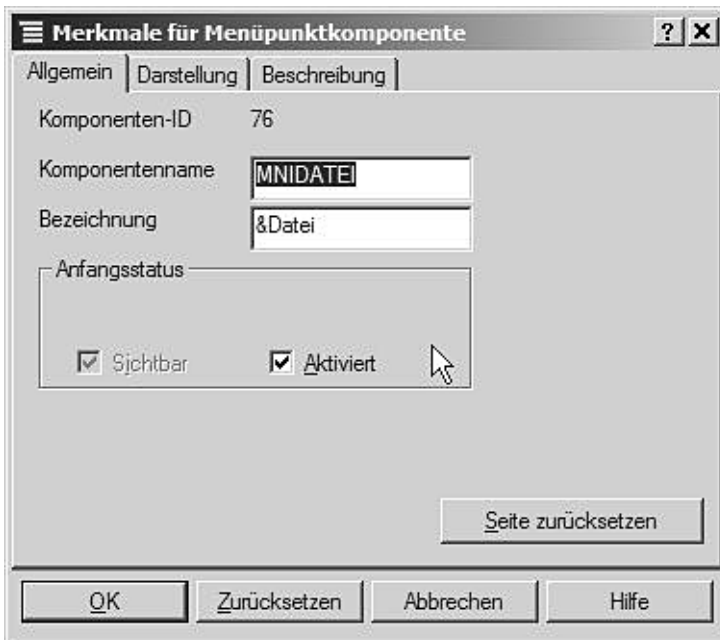 Merkmale für Menüpunktkomponente
Allgemein Darstellung Beschreibung
Komponenten-ID 76
Komponentenname MNIDATEI
Bezeichnung &Datei
Anfangsstatus
Sichtbar Aktiviert
Seite zurücksetzen
OK Zurücksetzen Abbrechen Hilfe